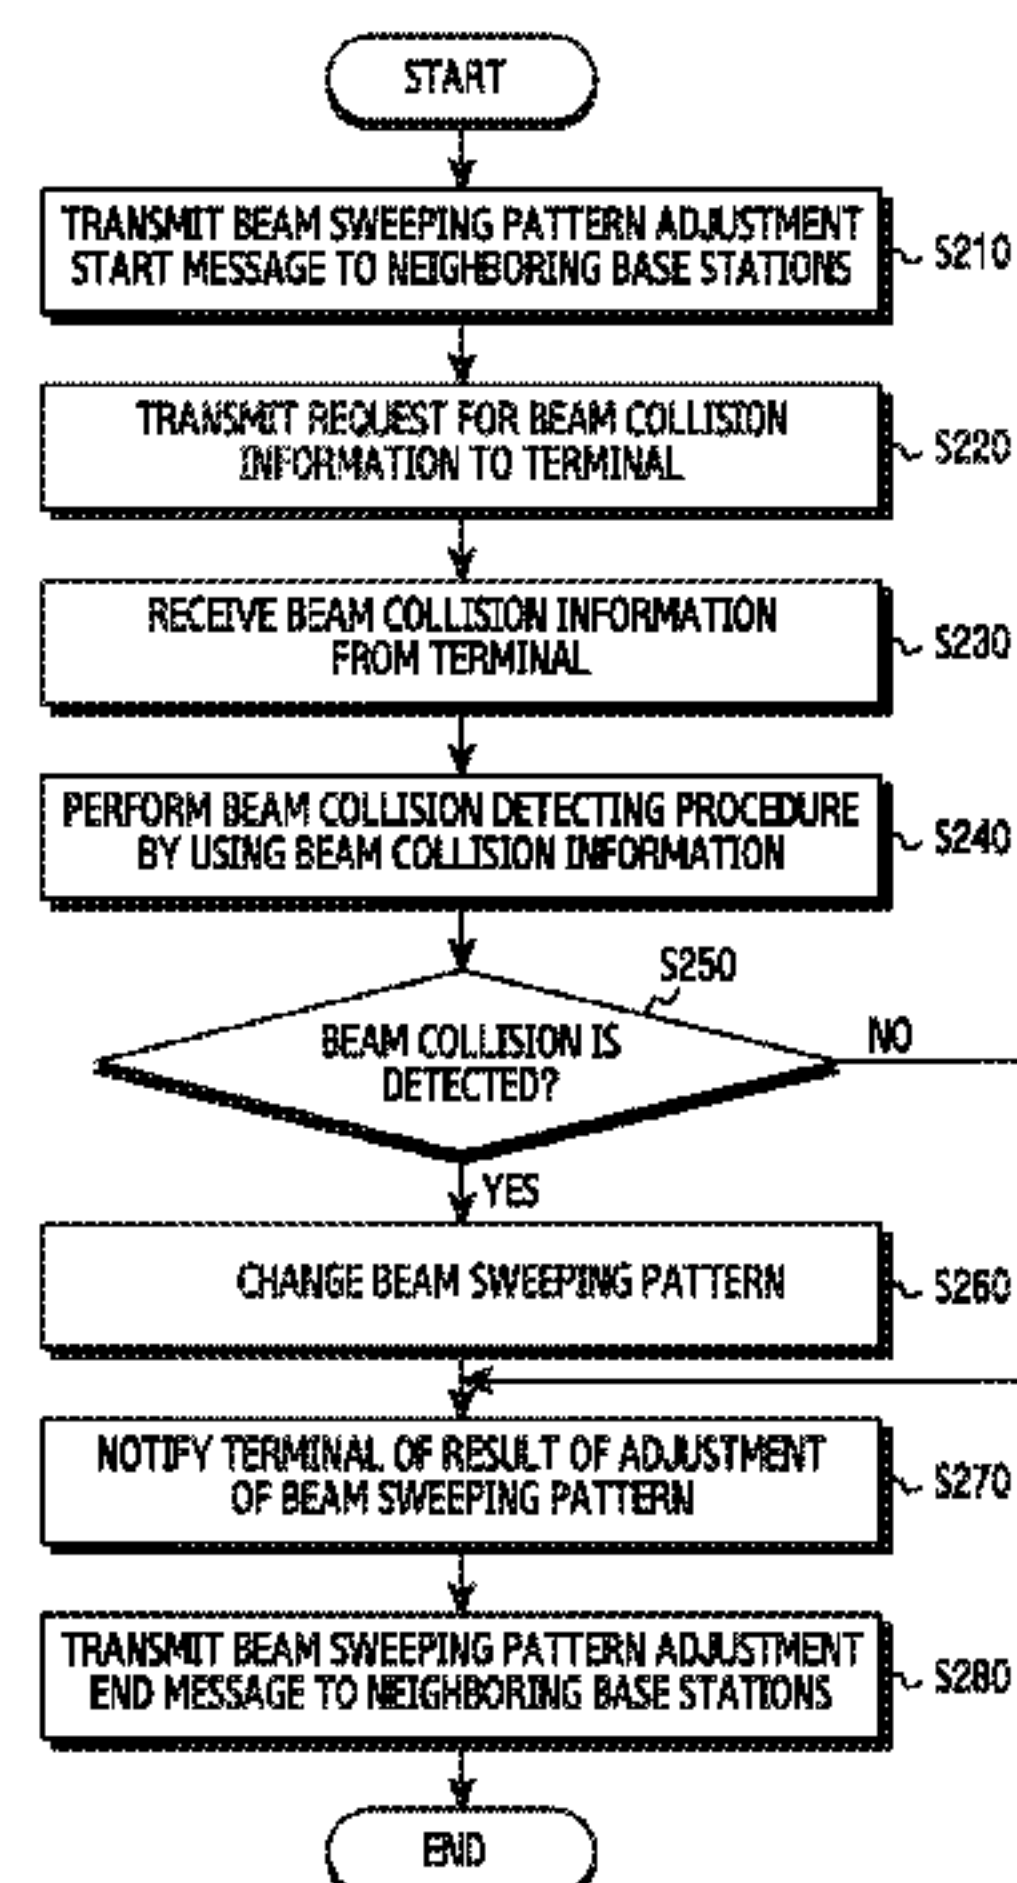 START
TRANSMIT BEAM SWEEPING PATTERN ADJUSTMENT
START MESSAGE TO NEIGHBORING BASE STATIONS
S210
TRANSMIT REQUEST FOR BEAM COLLISION
INFORMATION TO TERMINAL
S220
RECEIVE BEAM COLLISION INFORMATION
FROM TERMINAL
S230
PERFORM BEAM COLLISION DETECTING PROCEDURE
BY USING BEAM COLLISION INFORMATION
S240
S250
BEAM COLLISION IS
DETECTED?
NO
YES
CHANGE BEAM SWEEPING PATTERN
S260
NOTIFY TERMINAL OF RESULT OF ADJUSTMENT
OF BEAM SWEEPING PATTERN
S270
TRANSMIT BEAM SWEEPING PATTERN ADJUSTMENT
END MESSAGE TO NEIGHBORING BASE STATIONS
S280
END